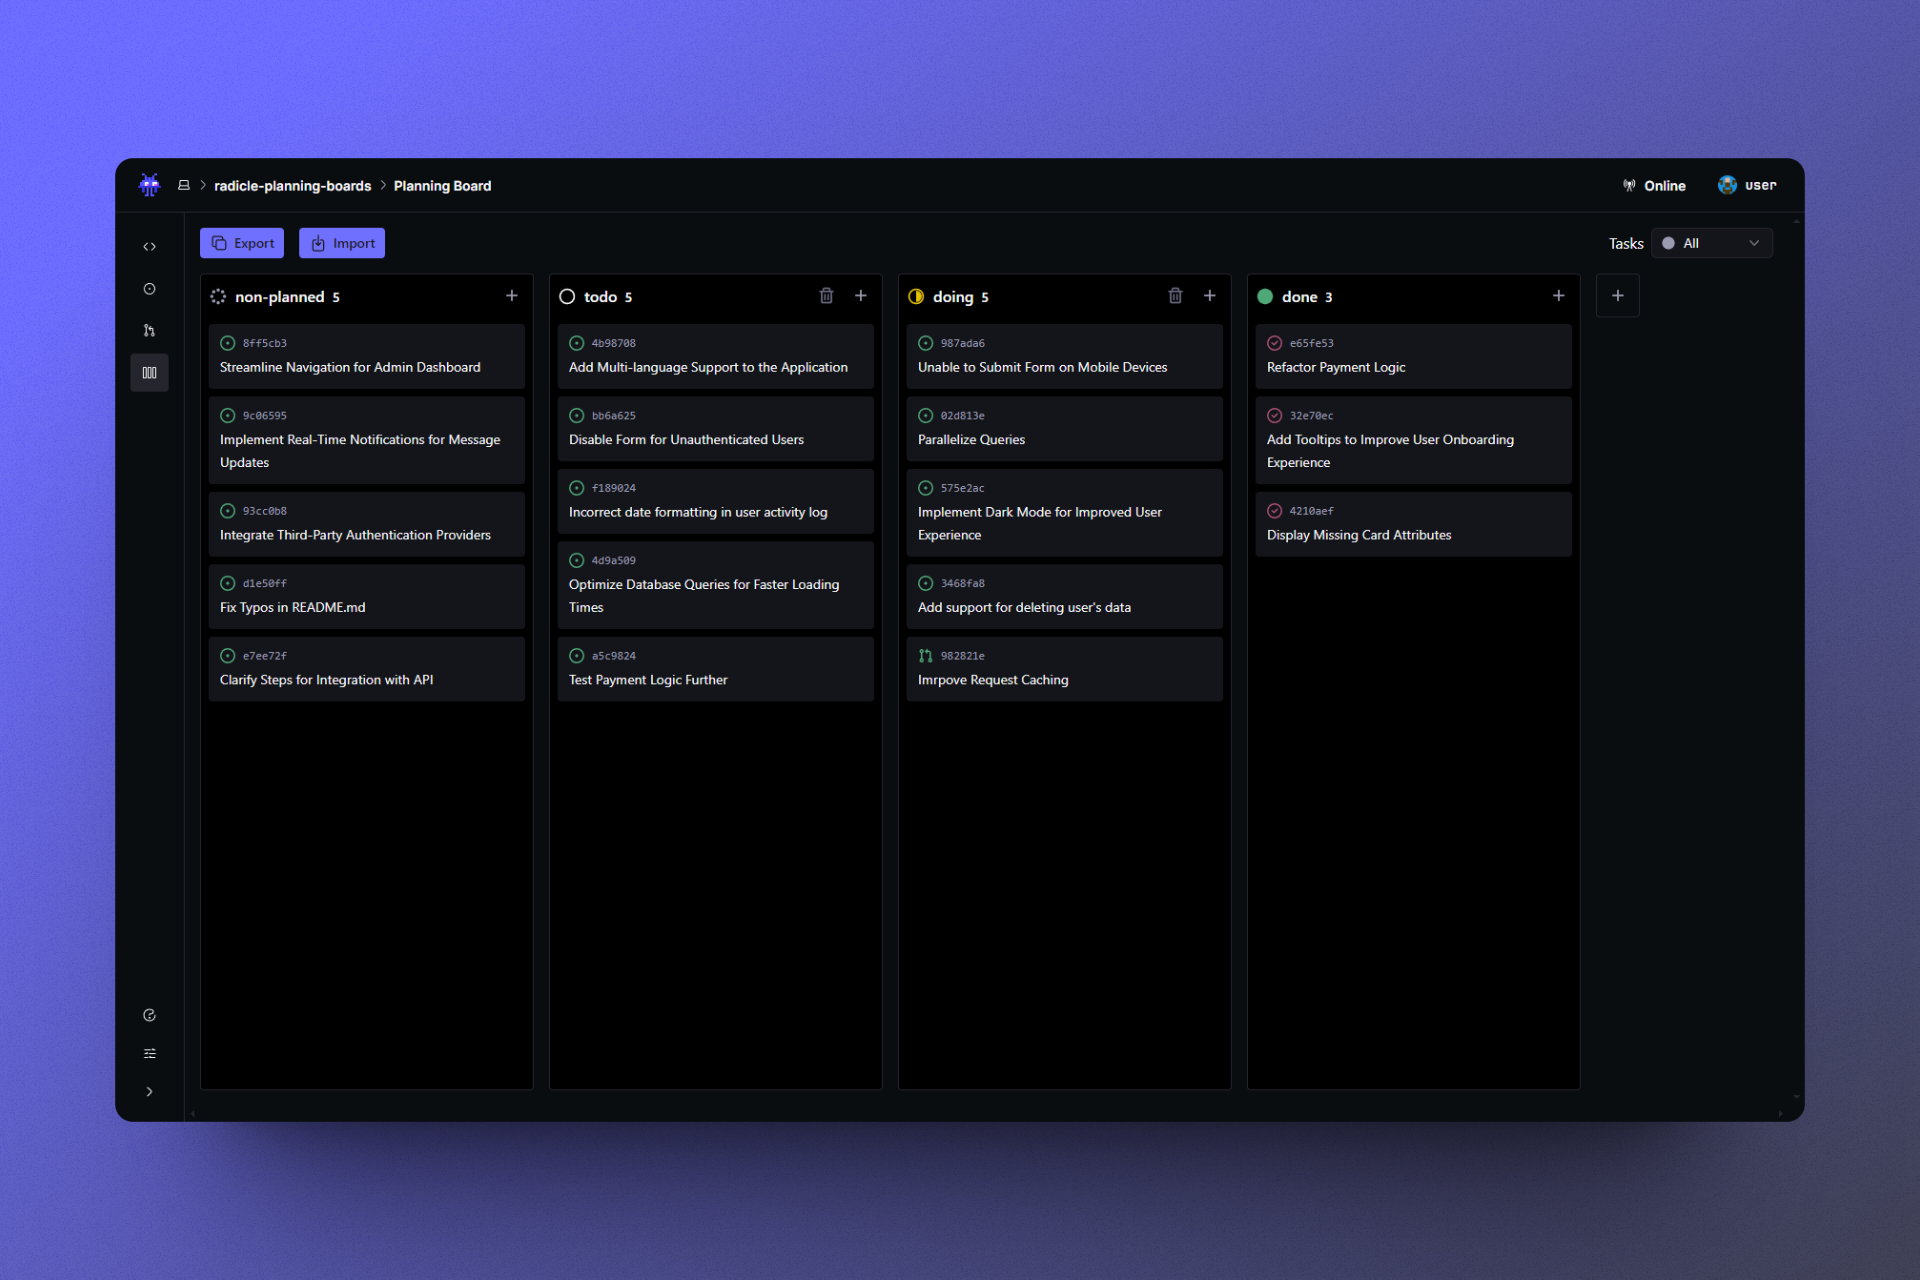 radicle-planning-boards > Planning Board
Online
user
Export
Import
Tasks
All
non-planned 5
8ff5cb3
Streamline Navigation for Admin Dashboard
9c06595
Implement Real-Time Notifications for Message
Updates
93cc0b8
Integrate Third-Party Authentication Providers
d1e50ff
Fix Typos in README.md
e7ee72f
Clarify Steps for Integration with API
todo 5
4b98708
Add Multi-language Support to the Application
bb6a625
Disable Form for Unauthenticated Users
f189024
Incorrect date formatting in user activity log
4d9a509
Optimize Database Queries for Faster Loading
Times
a5c9824
Test Payment Logic Further
doing 5
987ada6
Unable to Submit Form on Mobile Devices
02d813e
Parallelize Queries
575e2ac
Implement Dark Mode for Improved User
Experience
3468fa8
Add support for deleting user's data
982821e
Imrpove Request Caching
done 3
e65fe53
Refactor Payment Logic
32e70ec
Add Tooltips to Improve User Onboarding
Experience
4210aef
Display Missing Card Attributes